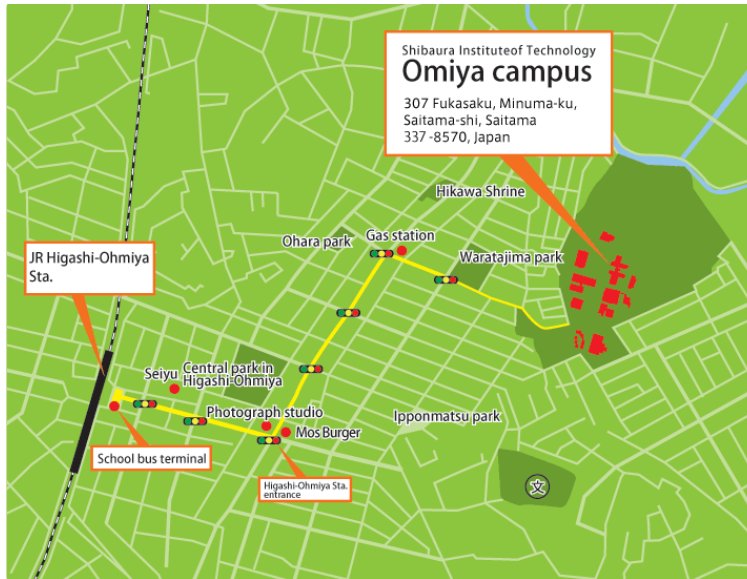 Shibaura Instituteof Technology
Omiya campus
307 Fukasaku, Minuma-ku,
Saitama-shi, Saitama
337-8570, Japan
Hikawa Shrine
Ohara park
Gas station
Waratajima park
JR Higashi-Ohmiya
Sta.
Seiyu
Central park in
Higashi-Ohmiya
Photograph studio
Mos Burger
Ipponmatsu park
School bus terminal
Higashi-Ohmiya Sta.
entrance
文